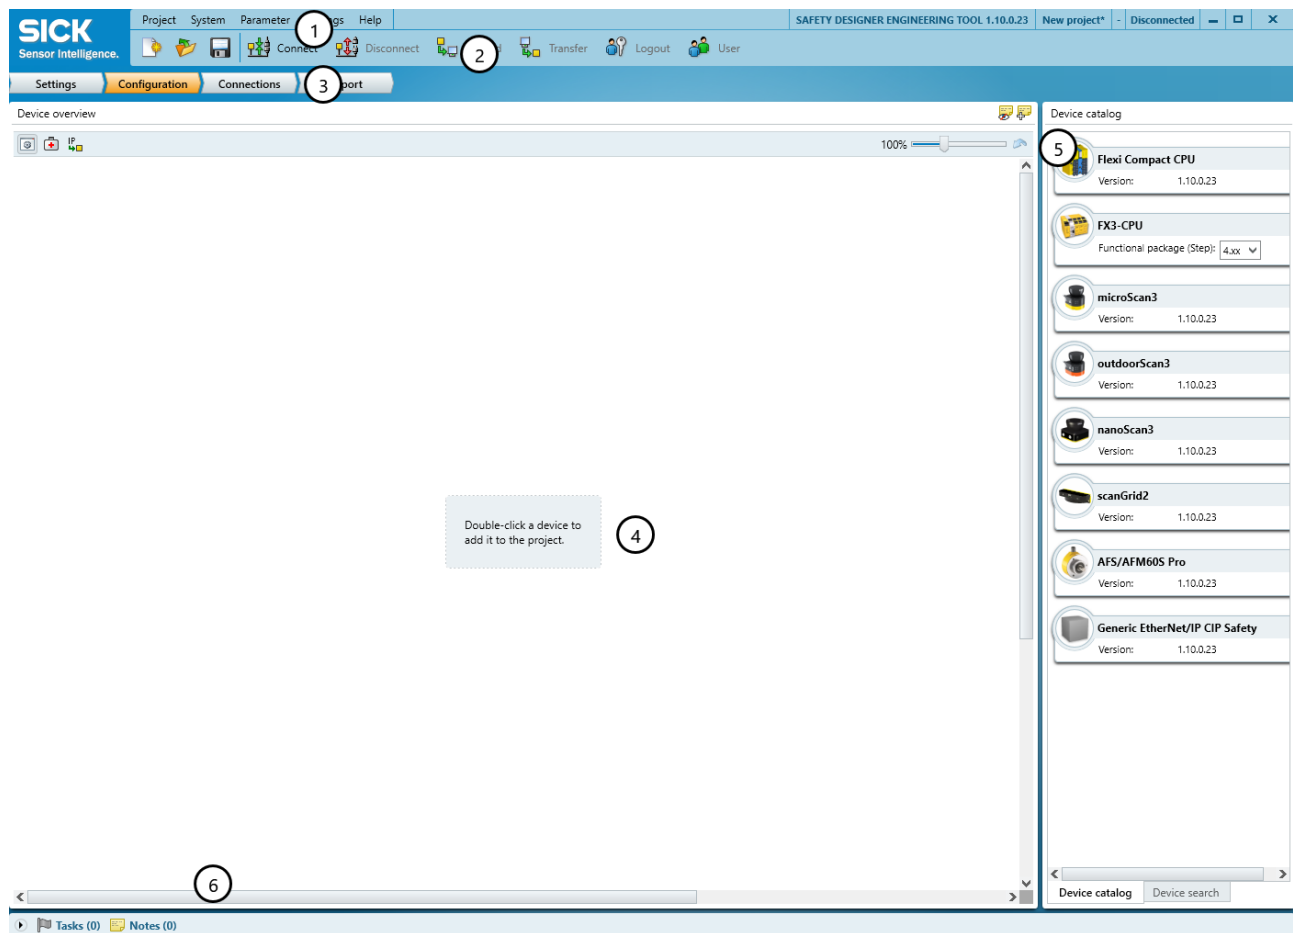 SICK
Sensor Intelligence.
Project System Parameter Help
SAFETY DESIGNER ENGINEERING TOOL 1.10.0.23 New project* - Disconnected
1
Connect Disconnect Transfer Logout User
2
Settings Configuration Connections
3
Device overview
Device catalog
IP
100%
5
Flexi Compact CPU
Version: 1.10.0.23
FX3-CPU
Functional package (Step): 4.xx
microScan3
Version: 1.10.0.23
outdoorScan3
Version: 1.10.0.23
nanoScan3
Version: 1.10.0.23
scanGrid2
Version: 1.10.0.23
Double-click a device to
add it to the project.
4
AFS/AFM60S Pro
Version: 1.10.0.23
Generic EtherNet/IP CIP Safety
Version: 1.10.0.23
6
Device catalog Device search
Tasks (0) Notes (0)